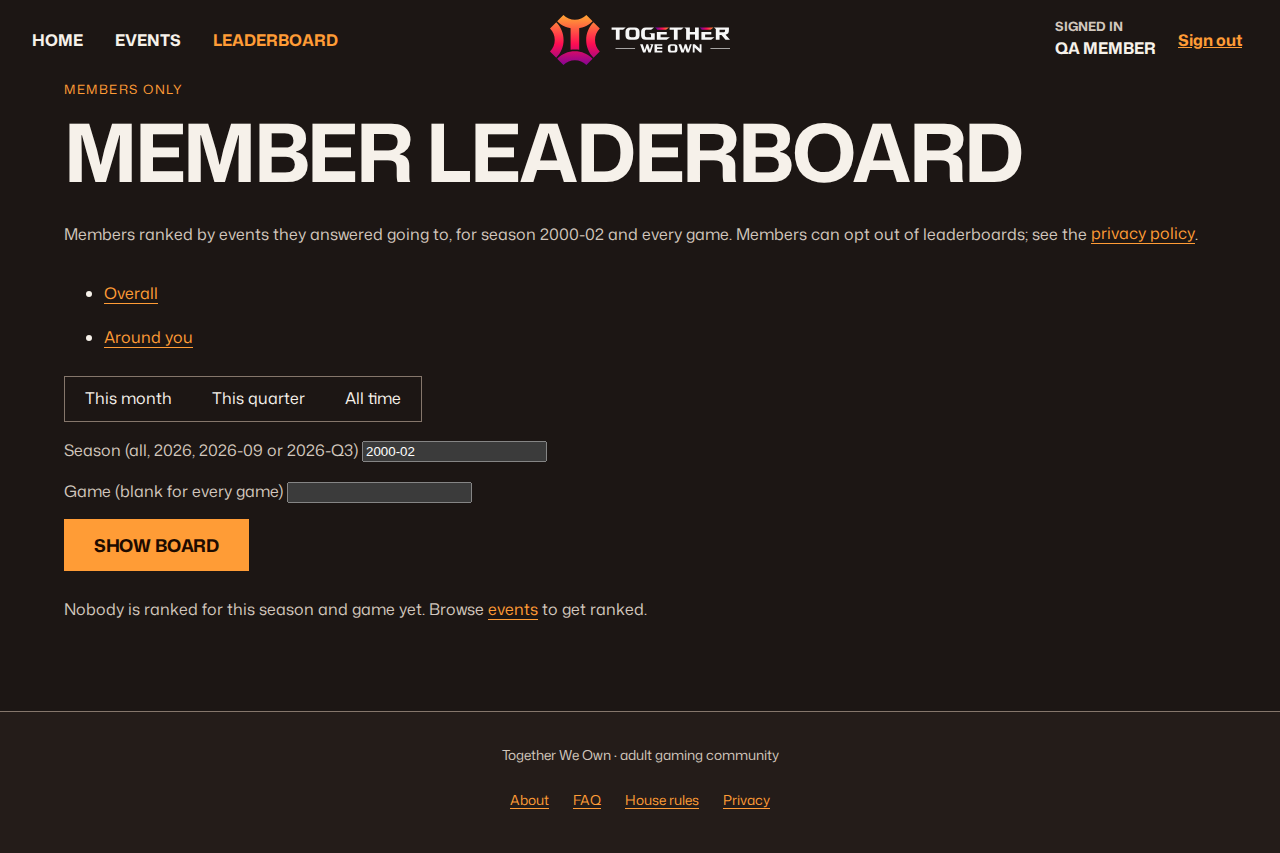 HOME EVENTS LEADERBOARD
TOGETHER
WE OWN
SIGNED IN
QA MEMBER
Sign out
MEMBERS ONLY
MEMBER LEADERBOARD
Members ranked by events they answered going to, for season 2000-02 and every game. Members can opt out of leaderboards; see the privacy policy.
Overall
Around you
This month This quarter All time
Season (all, 2026, 2026-09 or 2026-Q3) 2000-02
Game (blank for every game)
SHOW BOARD
Nobody is ranked for this season and game yet. Browse events to get ranked.
Together We Own · adult gaming community
About FAQ House rules Privacy